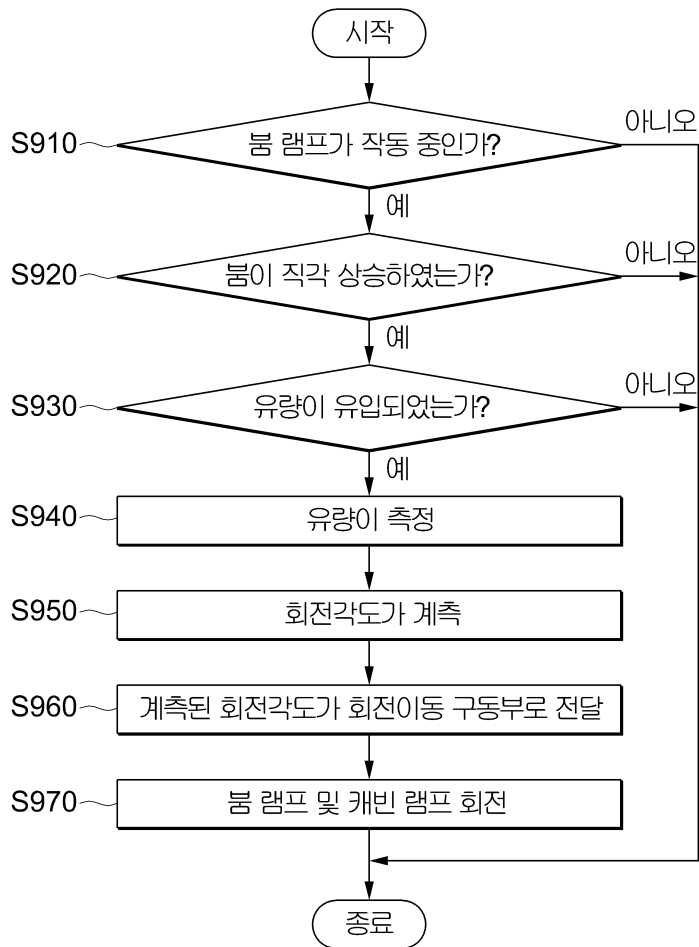 시작
S910
붐 램프가 작동 중인가?
아니오
예
S920
붐이 직각 상승하였는가?
아니오
예
S930
유량이 유입되었는가?
아니오
예
S940
유량이 측정
S950
회전각도가 계측
S960
계측된 회전각도가 회전이동 구동부로 전달
S970
붐 램프 및 캐빈 램프 회전
종료